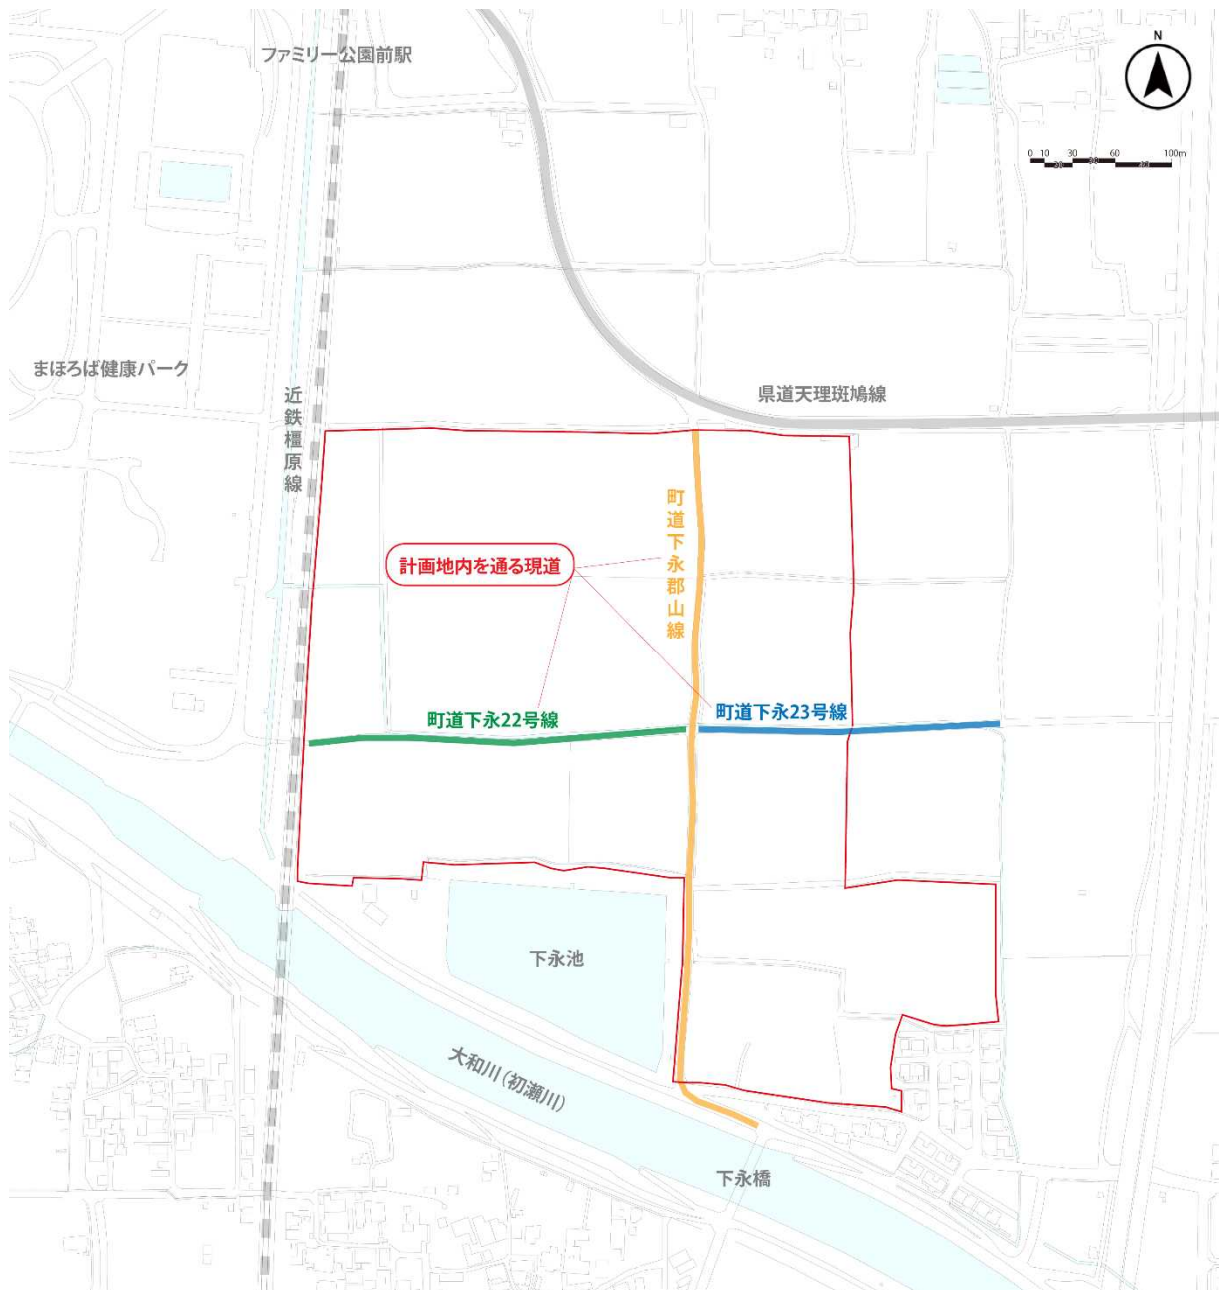 ファミリー公園前駅
N
0 10 30 60 100m
20 30 40
まほろば健康パーク
近鉄橿原線
県道天理斑鳩線
町道下永郡山線
計画地内を通る現道
町道下永22号線
町道下永23号線
下永池
大和川（初瀬川）
下永橋